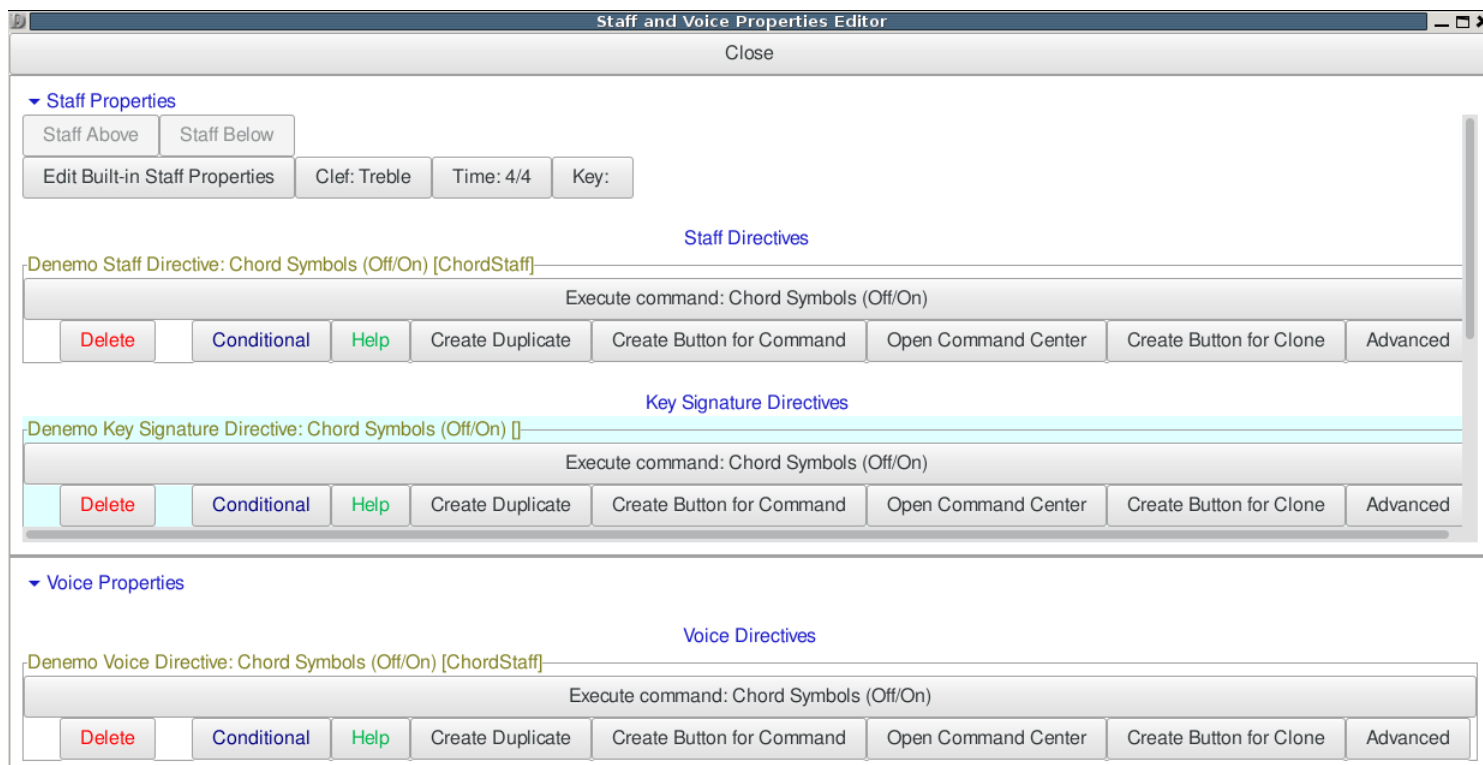 Staff and Voice Properties Editor
Close
Staff Properties
Staff Above Staff Below
Edit Built-in Staff Properties Clef: Treble Time: 4/4 Key:
Staff Directives
Denemo Staff Directive: Chord Symbols (Off/On) [ChordStaff]
Execute command: Chord Symbols (Off/On)
Delete Conditional Help Create Duplicate Create Button for Command Open Command Center Create Button for Clone Advanced
Key Signature Directives
Denemo Key Signature Directive: Chord Symbols (Off/On) []
Execute command: Chord Symbols (Off/On)
Delete Conditional Help Create Duplicate Create Button for Command Open Command Center Create Button for Clone Advanced
Voice Properties
Voice Directives
Denemo Voice Directive: Chord Symbols (Off/On) [ChordStaff]
Execute command: Chord Symbols (Off/On)
Delete Conditional Help Create Duplicate Create Button for Command Open Command Center Create Button for Clone Advanced